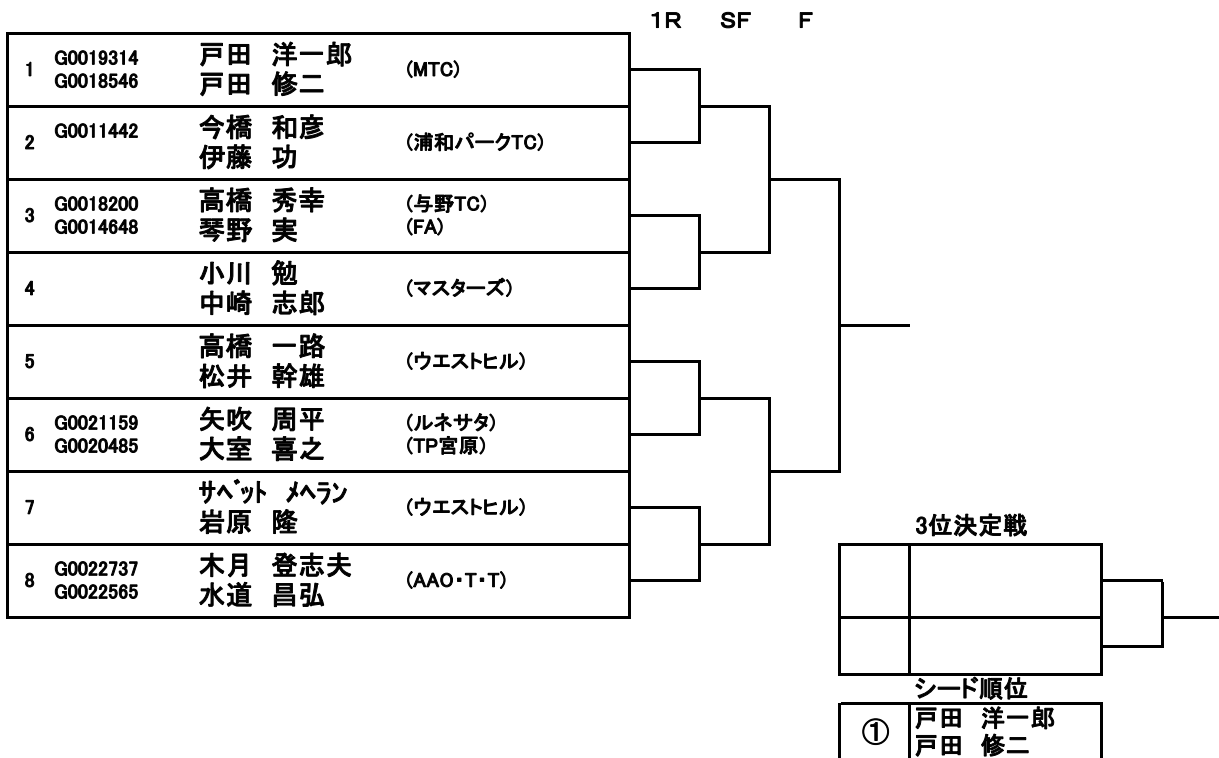 1R SF F
1 G0019314 戸田 洋一郎 (MTC)
G0018546 戸田 修二
2 G0011442 今橋 和彦 (浦和パークTC)
伊藤 功
3 G0018200 高橋 秀幸 (与野TC)
G0014648 琴野 実 (FA)
4 小川 勉 (マスターズ)
中崎 志郎
5 高橋 一路 (ウエストヒル)
松井 幹雄
6 G0021159 矢吹 周平 (ルネサタ)
G0020485 大室 喜之 (TP宮原)
7 ｻﾍﾞｯﾄ ﾒﾍﾗﾝ (ウエストヒル)
岩原 隆
8 G0022737 木月 登志夫 (AAO・T・T)
G0022565 水道 昌弘
3位決定戦
シード順位
① 戸田 洋一郎
戸田 修二